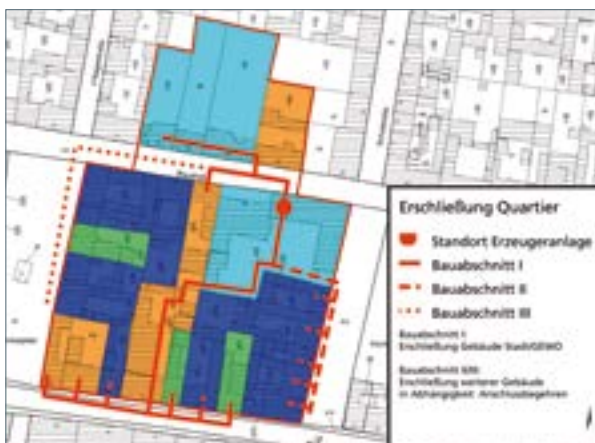 Erschließung Quartier
Standort Erzeugeranlage
Bauabschnitt I
Bauabschnitt II
Bauabschnitt III
Bauabschnitt I:
Erschließung Gebäude Stadt/GEWO
Bauabschnitt II/III:
Erschließung weiterer Gebäude
in Abhängigkeit Anschlussbegehren